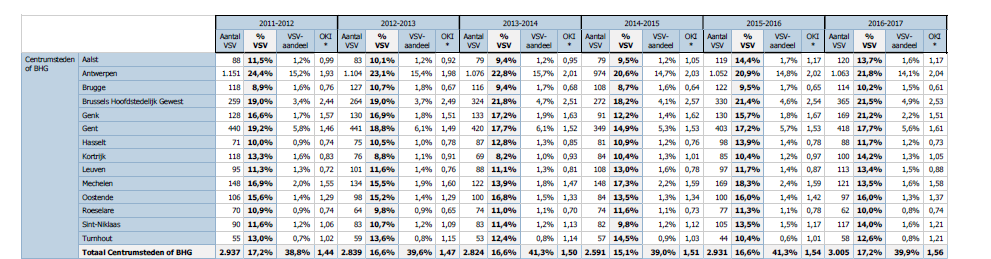 2011-2012 2012-2013 2013-2014 2014-2015 2015-2016 2016-2017
Aantal VSV % VSV VSV-aandeel OKI * Aantal VSV % VSV VSV-aandeel OKI * Aantal VSV % VSV VSV-aandeel OKI * Aantal VSV % VSV VSV-aandeel OKI * Aantal VSV % VSV VSV-aandeel OKI * Aantal VSV % VSV VSV-aandeel OKI *
Centrumsteden of BHG
Aalst 88 11,5% 1,2% 0,99 83 10,1% 1,2% 0,92 79 9,4% 1,2% 0,95 79 9,5% 1,2% 1,05 119 14,4% 1,7% 1,17 120 13,7% 1,6% 1,17
Antwerpen 1.151 24,4% 15,2% 1,93 1.104 23,1% 15,4% 1,98 1.076 22,8% 15,7% 2,01 974 20,6% 14,7% 2,03 1.052 20,9% 14,8% 2,02 1.063 21,8% 14,1% 2,04
Brugge 118 8,9% 1,6% 0,76 127 10,7% 1,8% 0,67 116 9,4% 1,7% 0,68 108 8,7% 1,6% 0,64 122 9,5% 1,7% 0,65 114 10,2% 1,5% 0,61
Brussels Hoofdstedelijk Gewest 259 19,0% 3,4% 2,44 264 19,0% 3,7% 2,49 324 21,8% 4,7% 2,51 272 18,2% 4,1% 2,57 330 21,4% 4,6% 2,54 365 21,5% 4,9% 2,53
Genk 128 16,6% 1,7% 1,57 130 16,9% 1,8% 1,51 133 17,2% 1,9% 1,63 91 12,2% 1,4% 1,62 130 15,7% 1,8% 1,67 169 21,2% 2,2% 1,71
Gent 440 19,2% 5,8% 1,46 441 18,8% 6,1% 1,49 420 17,7% 6,1% 1,52 349 14,9% 5,3% 1,53 403 17,2% 5,7% 1,53 418 17,7% 5,6% 1,61
Hasselt 71 10,0% 0,9% 0,74 75 10,5% 1,0% 0,78 87 12,8% 1,3% 0,85 81 10,9% 1,2% 0,76 98 13,9% 1,4% 0,78 88 11,7% 1,2% 0,73
Kortrijk 118 13,3% 1,6% 0,83 76 8,8% 1,1% 0,91 69 8,2% 1,0% 0,93 84 10,4% 1,3% 1,01 85 10,4% 1,2% 0,97 100 14,2% 1,3% 1,05
Leuven 95 11,3% 1,3% 0,72 101 11,6% 1,4% 0,76 88 11,1% 1,3% 0,81 108 13,0% 1,6% 0,78 97 11,7% 1,4% 0,87 113 13,4% 1,5% 0,88
Mechelen 148 16,9% 2,0% 1,55 134 15,5% 1,9% 1,60 122 13,9% 1,8% 1,47 148 17,3% 2,2% 1,59 169 18,3% 2,4% 1,59 121 13,5% 1,6% 1,58
Oostende 106 15,6% 1,4% 1,29 98 15,2% 1,4% 1,29 100 16,8% 1,5% 1,33 84 13,5% 1,3% 1,34 100 16,0% 1,4% 1,42 97 16,0% 1,3% 1,37
Roeselare 70 10,9% 0,9% 0,74 64 9,8% 0,9% 0,65 74 11,0% 1,1% 0,70 74 11,6% 1,1% 0,73 77 11,3% 1,1% 0,78 62 10,0% 0,8% 0,74
Sint-Niklaas 90 11,6% 1,2% 1,06 83 10,7% 1,2% 1,09 83 11,4% 1,2% 1,13 82 9,8% 1,2% 1,12 105 13,5% 1,5% 1,17 117 14,0% 1,6% 1,21
Turnhout 55 13,0% 0,7% 1,02 59 13,6% 0,8% 1,15 53 12,4% 0,8% 1,14 57 14,5% 0,9% 1,03 44 10,4% 0,6% 1,01 58 12,6% 0,8% 1,21
Totaal Centrumsteden of BHG 2.937 17,2% 38,8% 1,44 2.839 16,6% 39,6% 1,47 2.824 16,6% 41,3% 1,50 2.591 15,1% 39,0% 1,51 2.931 16,6% 41,3% 1,54 3.005 17,2% 39,9% 1,56